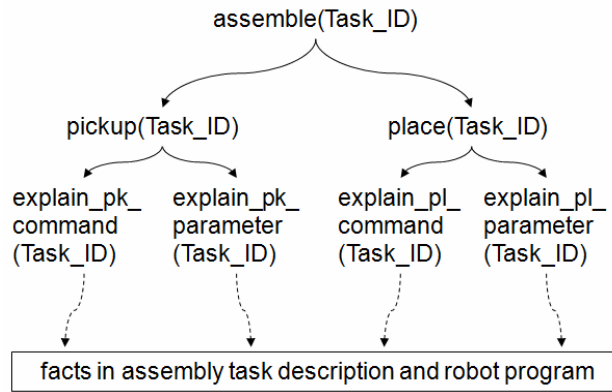 assemble(Task_ID)
pickup(Task_ID)
place(Task_ID)
explain_pk_
command
(Task_ID)
explain_pk_
parameter
(Task_ID)
explain_pl_
command
(Task_ID)
explain_pl_
parameter
(Task_ID)
facts in assembly task description and robot program